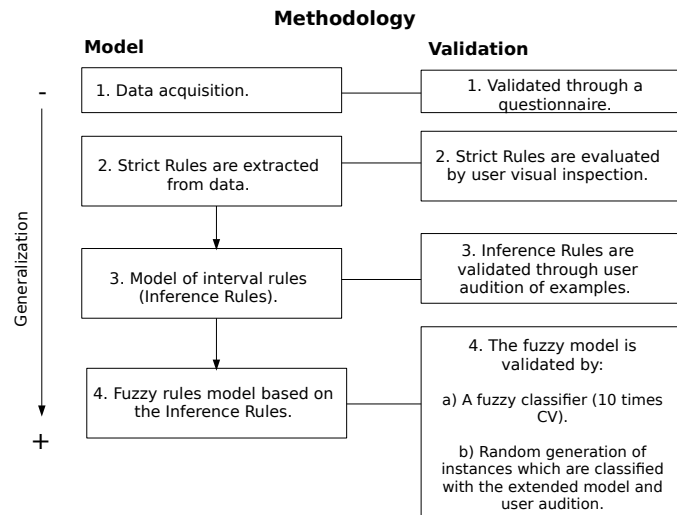 Methodology
Model
Validation
-
1. Data acquisition.
1. Validated through a
questionnaire.
2. Strict Rules are extracted
from data.
2. Strict Rules are evaluated
by user visual inspection.
Generalization
3. Model of interval rules
(Inference Rules).
3. Inference Rules are
validated through user
audition of examples.
4. Fuzzy rules model based on
the Inference Rules.
4. The fuzzy model is
validated by:
a) A fuzzy classifier (10 times
CV).
b) Random generation of
instances which are classified
with the extended model and
user audition.
+